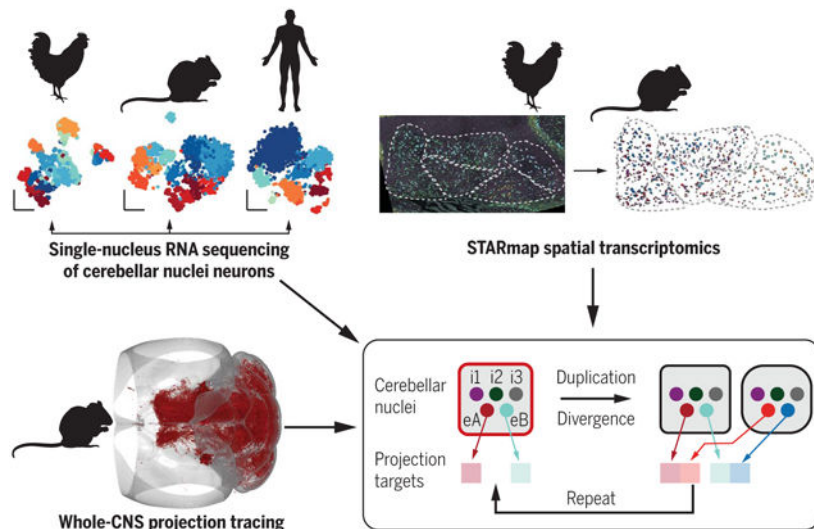 Single-nucleus RNA sequencing
of cerebellar nuclei neurons
STARmap spatial transcriptomics
Whole-CNS projection tracing
Cerebellar
nuclei
i1 i2 i3
eA eB
Duplication
Divergence
Projection
targets
Repeat